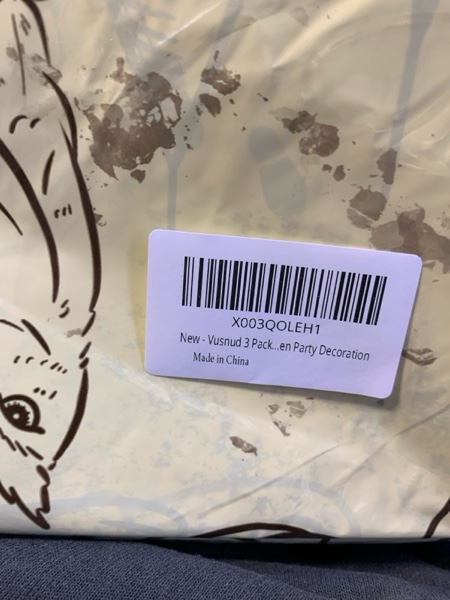 X003QOLEH1
New - Vusnud 3 Pack...en Party Decoration
Made in China